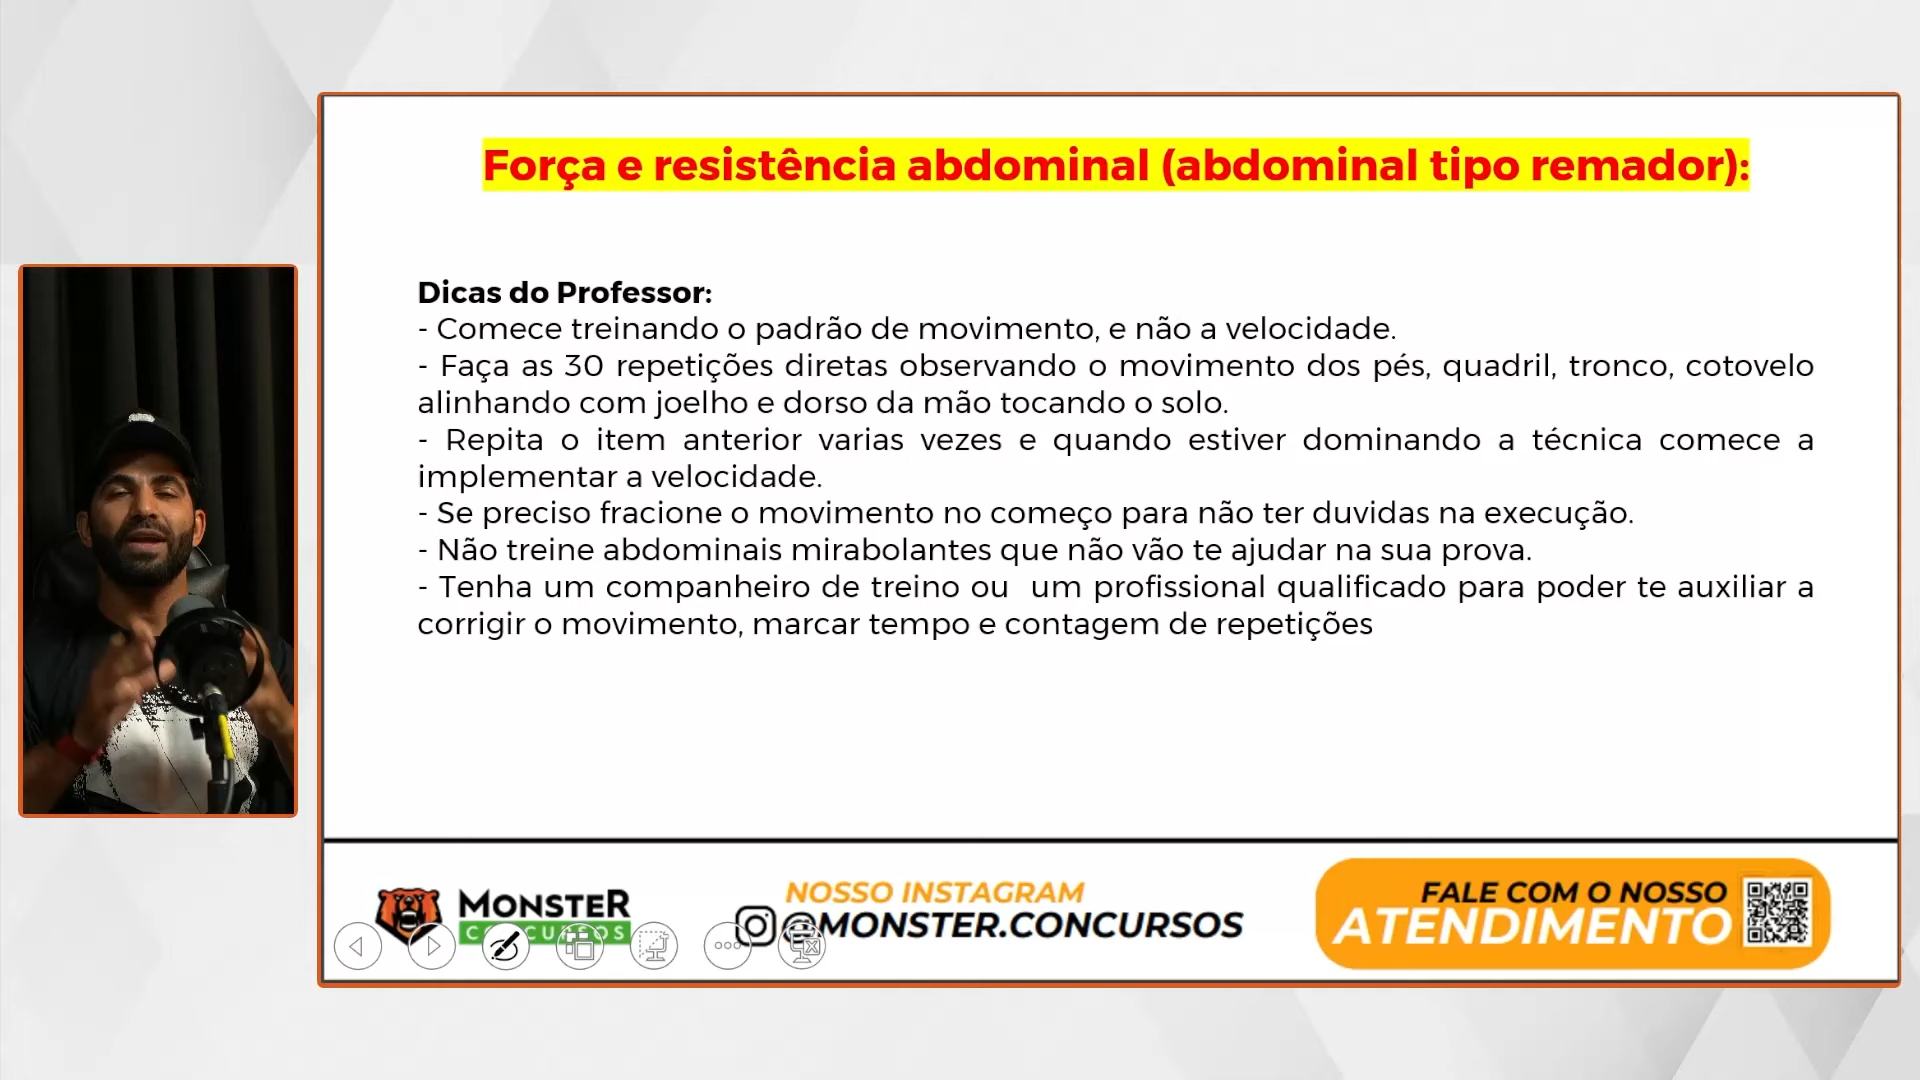 Força e resistência abdominal (abdominal tipo remador):
Dicas do Professor:
- Comece treinando o padrão de movimento, e não a velocidade.
- Faça as 30 repetições diretas observando o movimento dos pés, quadril, tronco, cotovelo
alinhando com joelho e dorso da mão tocando o solo.
- Repita o item anterior varias vezes e quando estiver dominando a técnica comece a
implementar a velocidade.
- Se preciso fracione o movimento no começo para não ter duvidas na execução.
- Não treine abdominais mirabolantes que não vão te ajudar na sua prova.
- Tenha um companheiro de treino ou um profissional qualificado para poder te auxiliar a
corrigir o movimento, marcar tempo e contagem de repetições
MONSTER
CONCURSOS
NOSSO INSTAGRAM
@MONSTER.CONCURSOS
FALE COM O NOSSO
ATENDIMENTO